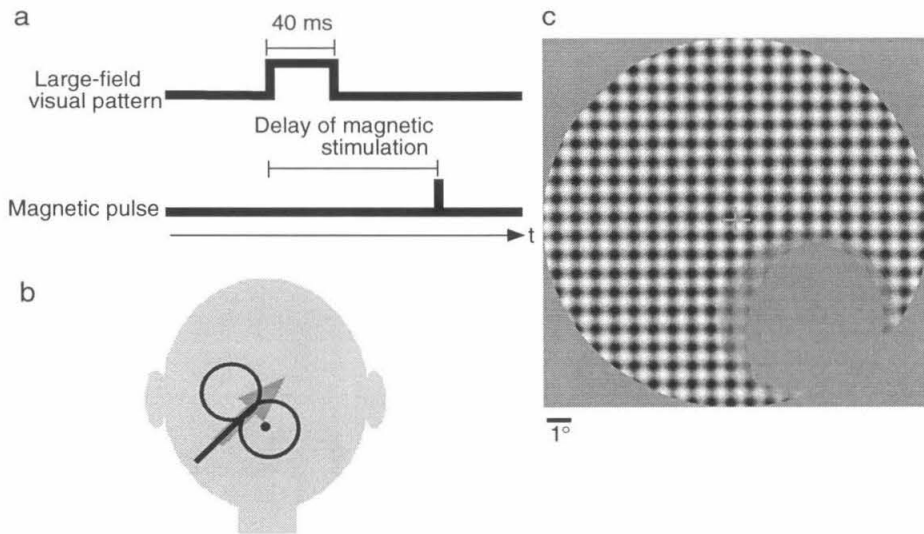 a
40 ms
Large-field
visual pattern
Delay of magnetic
stimulation
Magnetic pulse
t
b
c
1°